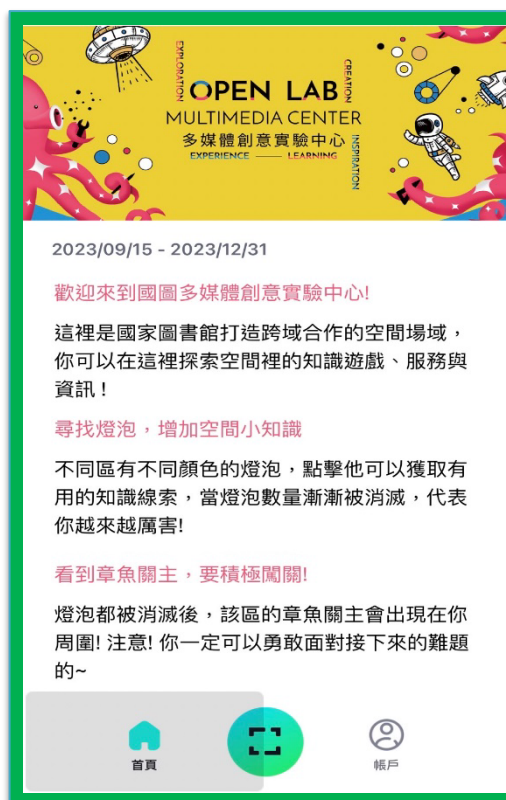 EXPLORATION
OPEN LAB
CREATION
MULTIMEDIA CENTER
多媒體創意實驗中心
EXPERIENCE — LEARNING
INSPIRATION
2023/09/15 - 2023/12/31
歡迎來到國圖多媒體創意實驗中心!
這裡是國家圖書館打造跨域合作的空間場域，
你可以在這裡探索空間裡的知識遊戲、服務與
資訊！
尋找燈泡，增加空間小知識
不同區有不同顏色的燈泡，點擊他可以獲取有
用的知識線索，當燈泡數量漸漸被消滅，代表
你越來越厲害!
看到章魚關主，要積極闖關!
燈泡都被消滅後，該區的章魚關主會出現在你
周圍! 注意! 你一定可以勇敢面對接下來的難題
的~
首頁
帳戶